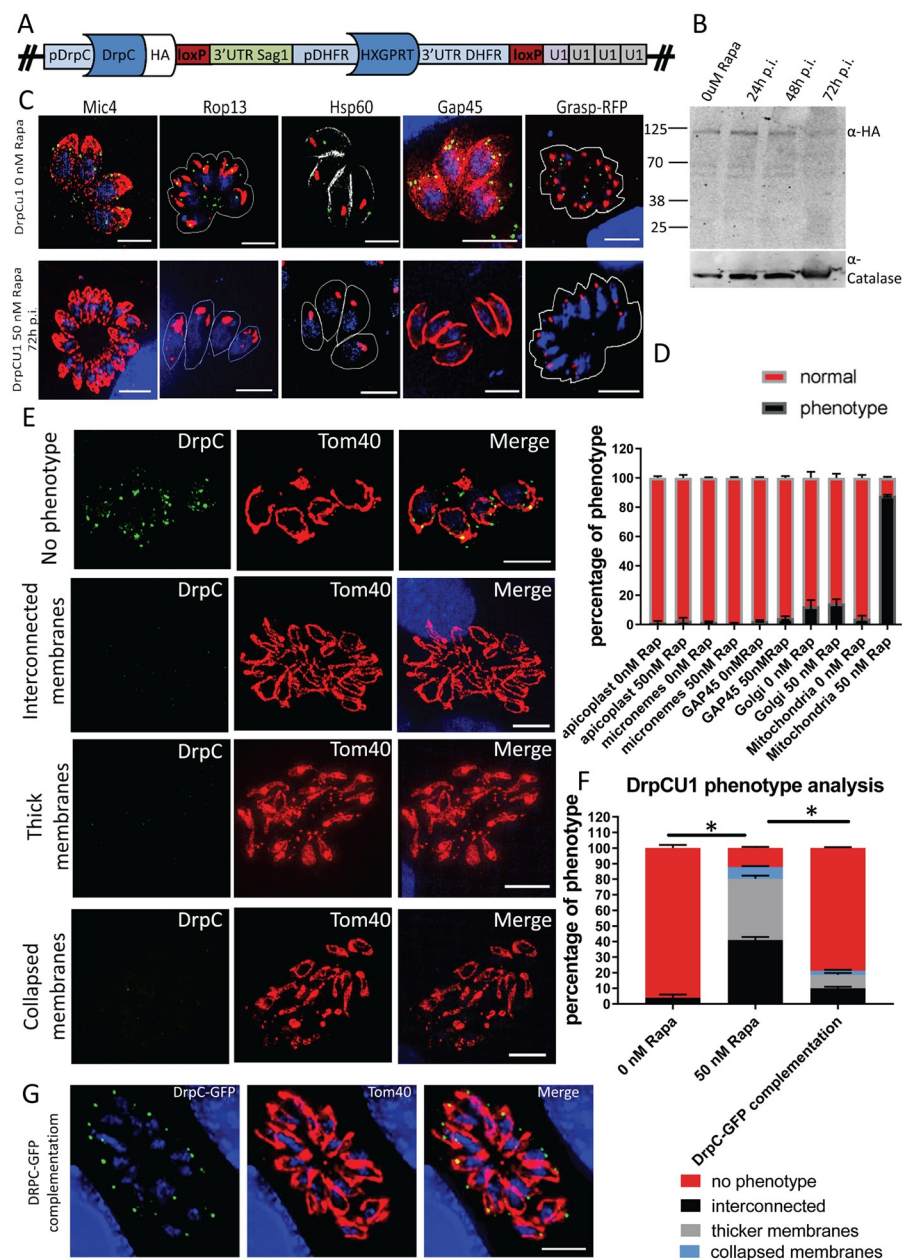 A
pDrpC DrpC HA loxP 3'UTR Sag1 pDHFR HXGPRT 3'UTR DHFR loxP U1 U1 U1 U1
B
0uM Rapa
24h p.i.
48h p.i.
72h p.i.
125
70
38
25
α-HA
α-
Catalase
C
Mic4 Rop13 Hsp60 Gap45 Grasp-RFP
DrpCu1 0 nM Rapa
DrpCU1 50 nM Rapa
72h p.i.
D
normal
phenotype
percentage of phenotype
120
100
80
60
40
20
0
apicoplast 0nM Rap
apicoplast 50nM Rap
micronemes 0nM Rap
micronemes 50nM Rap
GAP45 0nMRap
GAP45 50nMRap
Golgi 0 nM Rap
Golgi 50 nM Rap
Mitochondria 0 nM Rap
Mitochondria 50 nM Rap
E
No phenotype
DrpC Tom40 Merge
Interconnected
membranes
DrpC Tom40 Merge
Thick
membranes
DrpC Tom40 Merge
Collapsed
membranes
DrpC Tom40 Merge
F
DrpCU1 phenotype analysis
percentage of phenotype
120
110
100
90
80
70
60
50
40
30
20
10
0
*
*
0 nM Rapa
50 nM Rapa
DrpC-GFP complementation
no phenotype
interconnected
thicker membranes
collapsed membranes
G
DRPC-GFP
complementatiom
DrpC-GFP Tom40 Merge